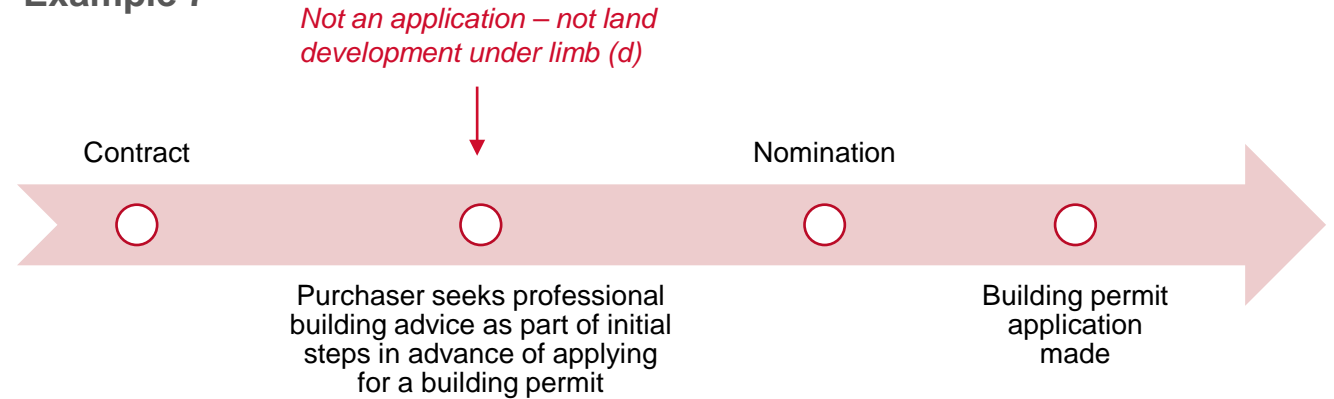 Example 7
Not an application – not land
development under limb (d)
Contract
Nomination
Purchaser seeks professional
building advice as part of initial
steps in advance of applying
for a building permit
Building permit
application
made